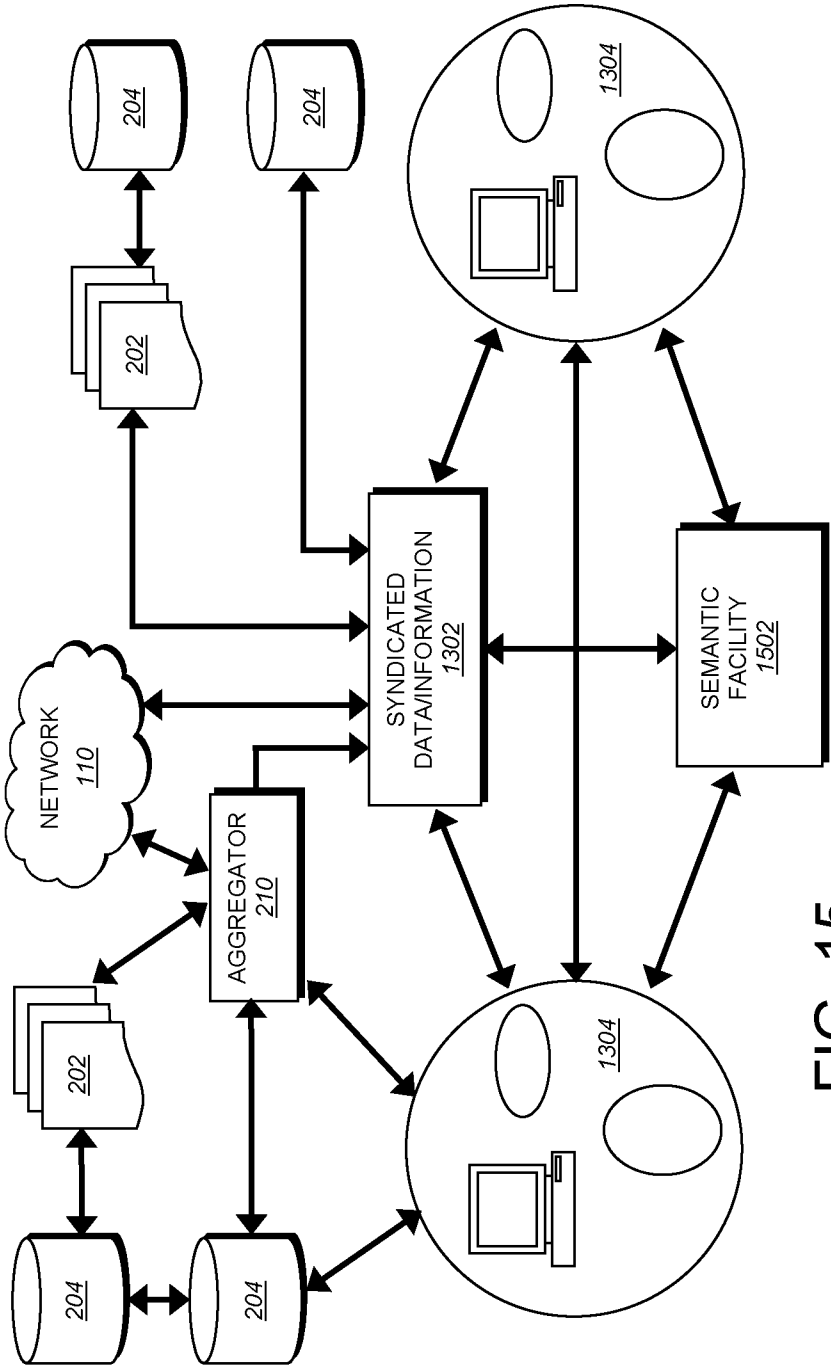 204
202
NETWORK
110
202
204
204
AGGREGATOR
210
204
SYNDICATED
DATA/INFORMATION
1302
1304
1304
SEMANTIC
FACILITY
1502
FIG. 15